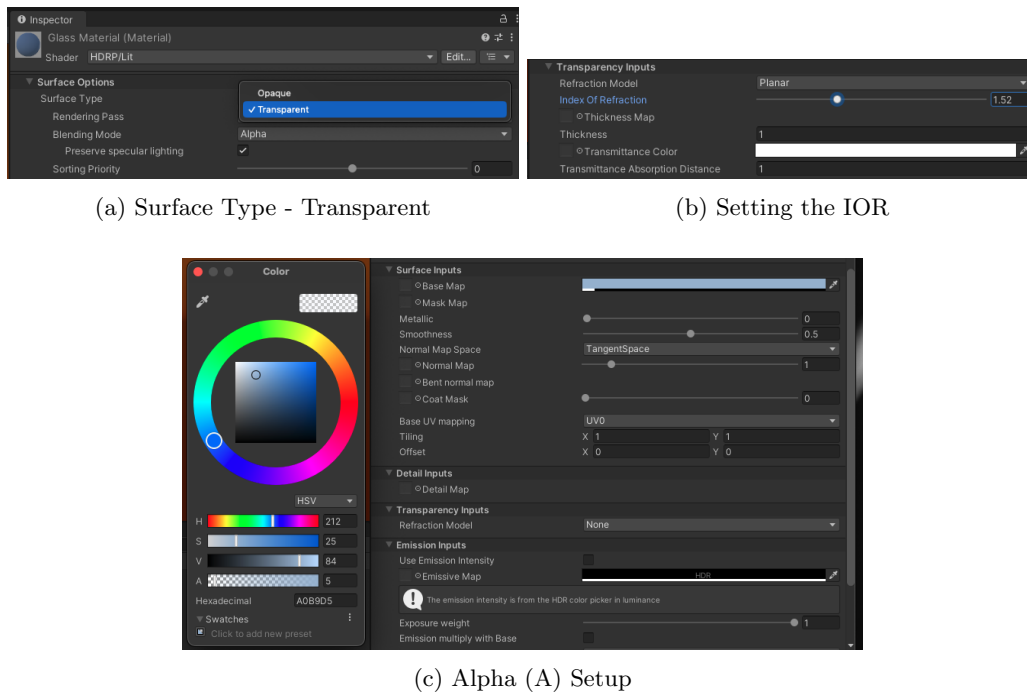 Inspector
Glass Material (Material)
Shader HDRP/Lit Edit...
Surface Options
Surface Type
Opaque
✓ Transparent
Rendering Pass
Blending Mode Alpha
Preserve specular lighting
Sorting Priority 0
(a) Surface Type - Transparent
Transparency Inputs
Refraction Model Planar
Index Of Refraction 1.52
Thickness Map
Thickness 1
Transmittance Color
Transmittance Absorption Distance 1
(b) Setting the IOR
Color
HSV
H 212
S 25
V 84
A 5
Hexadecimal A0B9D5
Swatches
Click to add new preset
Surface Inputs
Base Map
Mask Map
Metallic 0
Smoothness 0.5
Normal Map Space TangentSpace
Normal Map 1
Bent normal map
Coat Mask 0
Base UV mapping UV0
Tiling X 1 Y 1
Offset X 0 Y 0
Detail Inputs
Detail Map
Transparency Inputs
Refraction Model None
Emission Inputs
Use Emission Intensity
Emissive Map HDR
The emission intensity is from the HDR color picker in luminance
Exposure weight 1
Emission multiply with Base
(c) Alpha (A) Setup